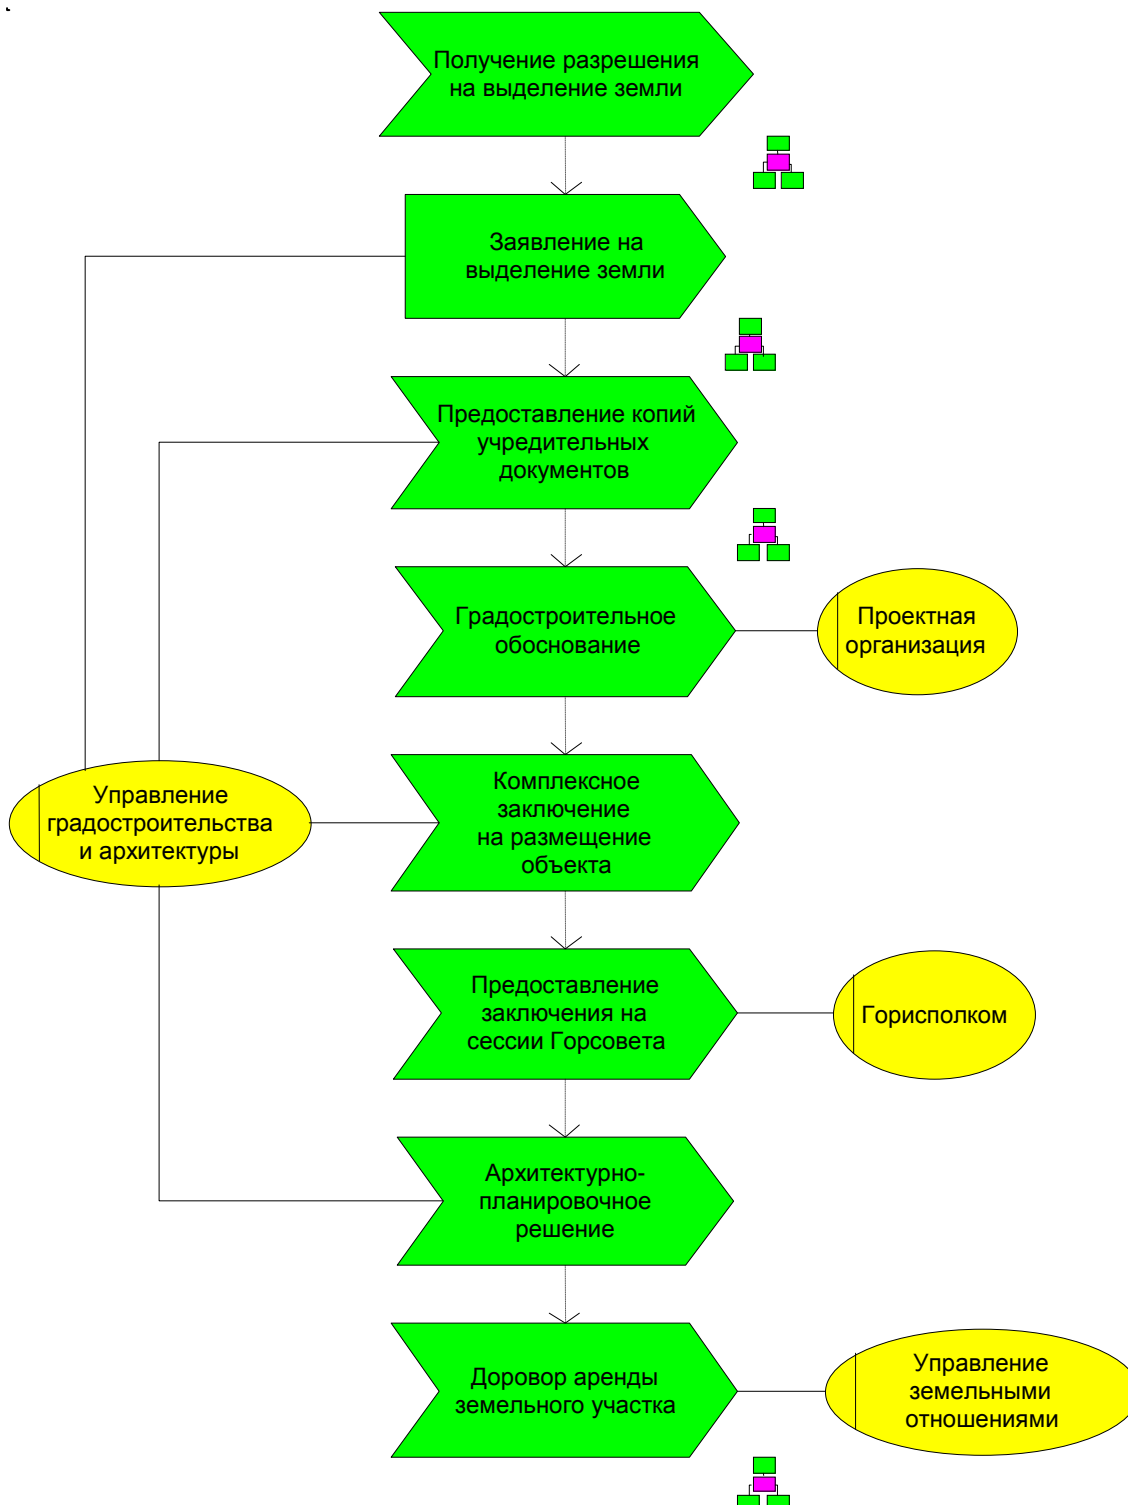 Получение разрешения
на выделение земли
Заявление на
выделение земли
Предоставление копий
учредительных
документов
Градостроительное
обоснование
Проектная
организация
Управление
градостроительства
и архитектуры
Комплексное
заключение
на размещение
объекта
Предоставление
заключения на
сессии Горсовета
Горисполком
Архитектурно-
планировочное
решение
Доровор аренды
земельного участка
Управление
земельными
отношениями